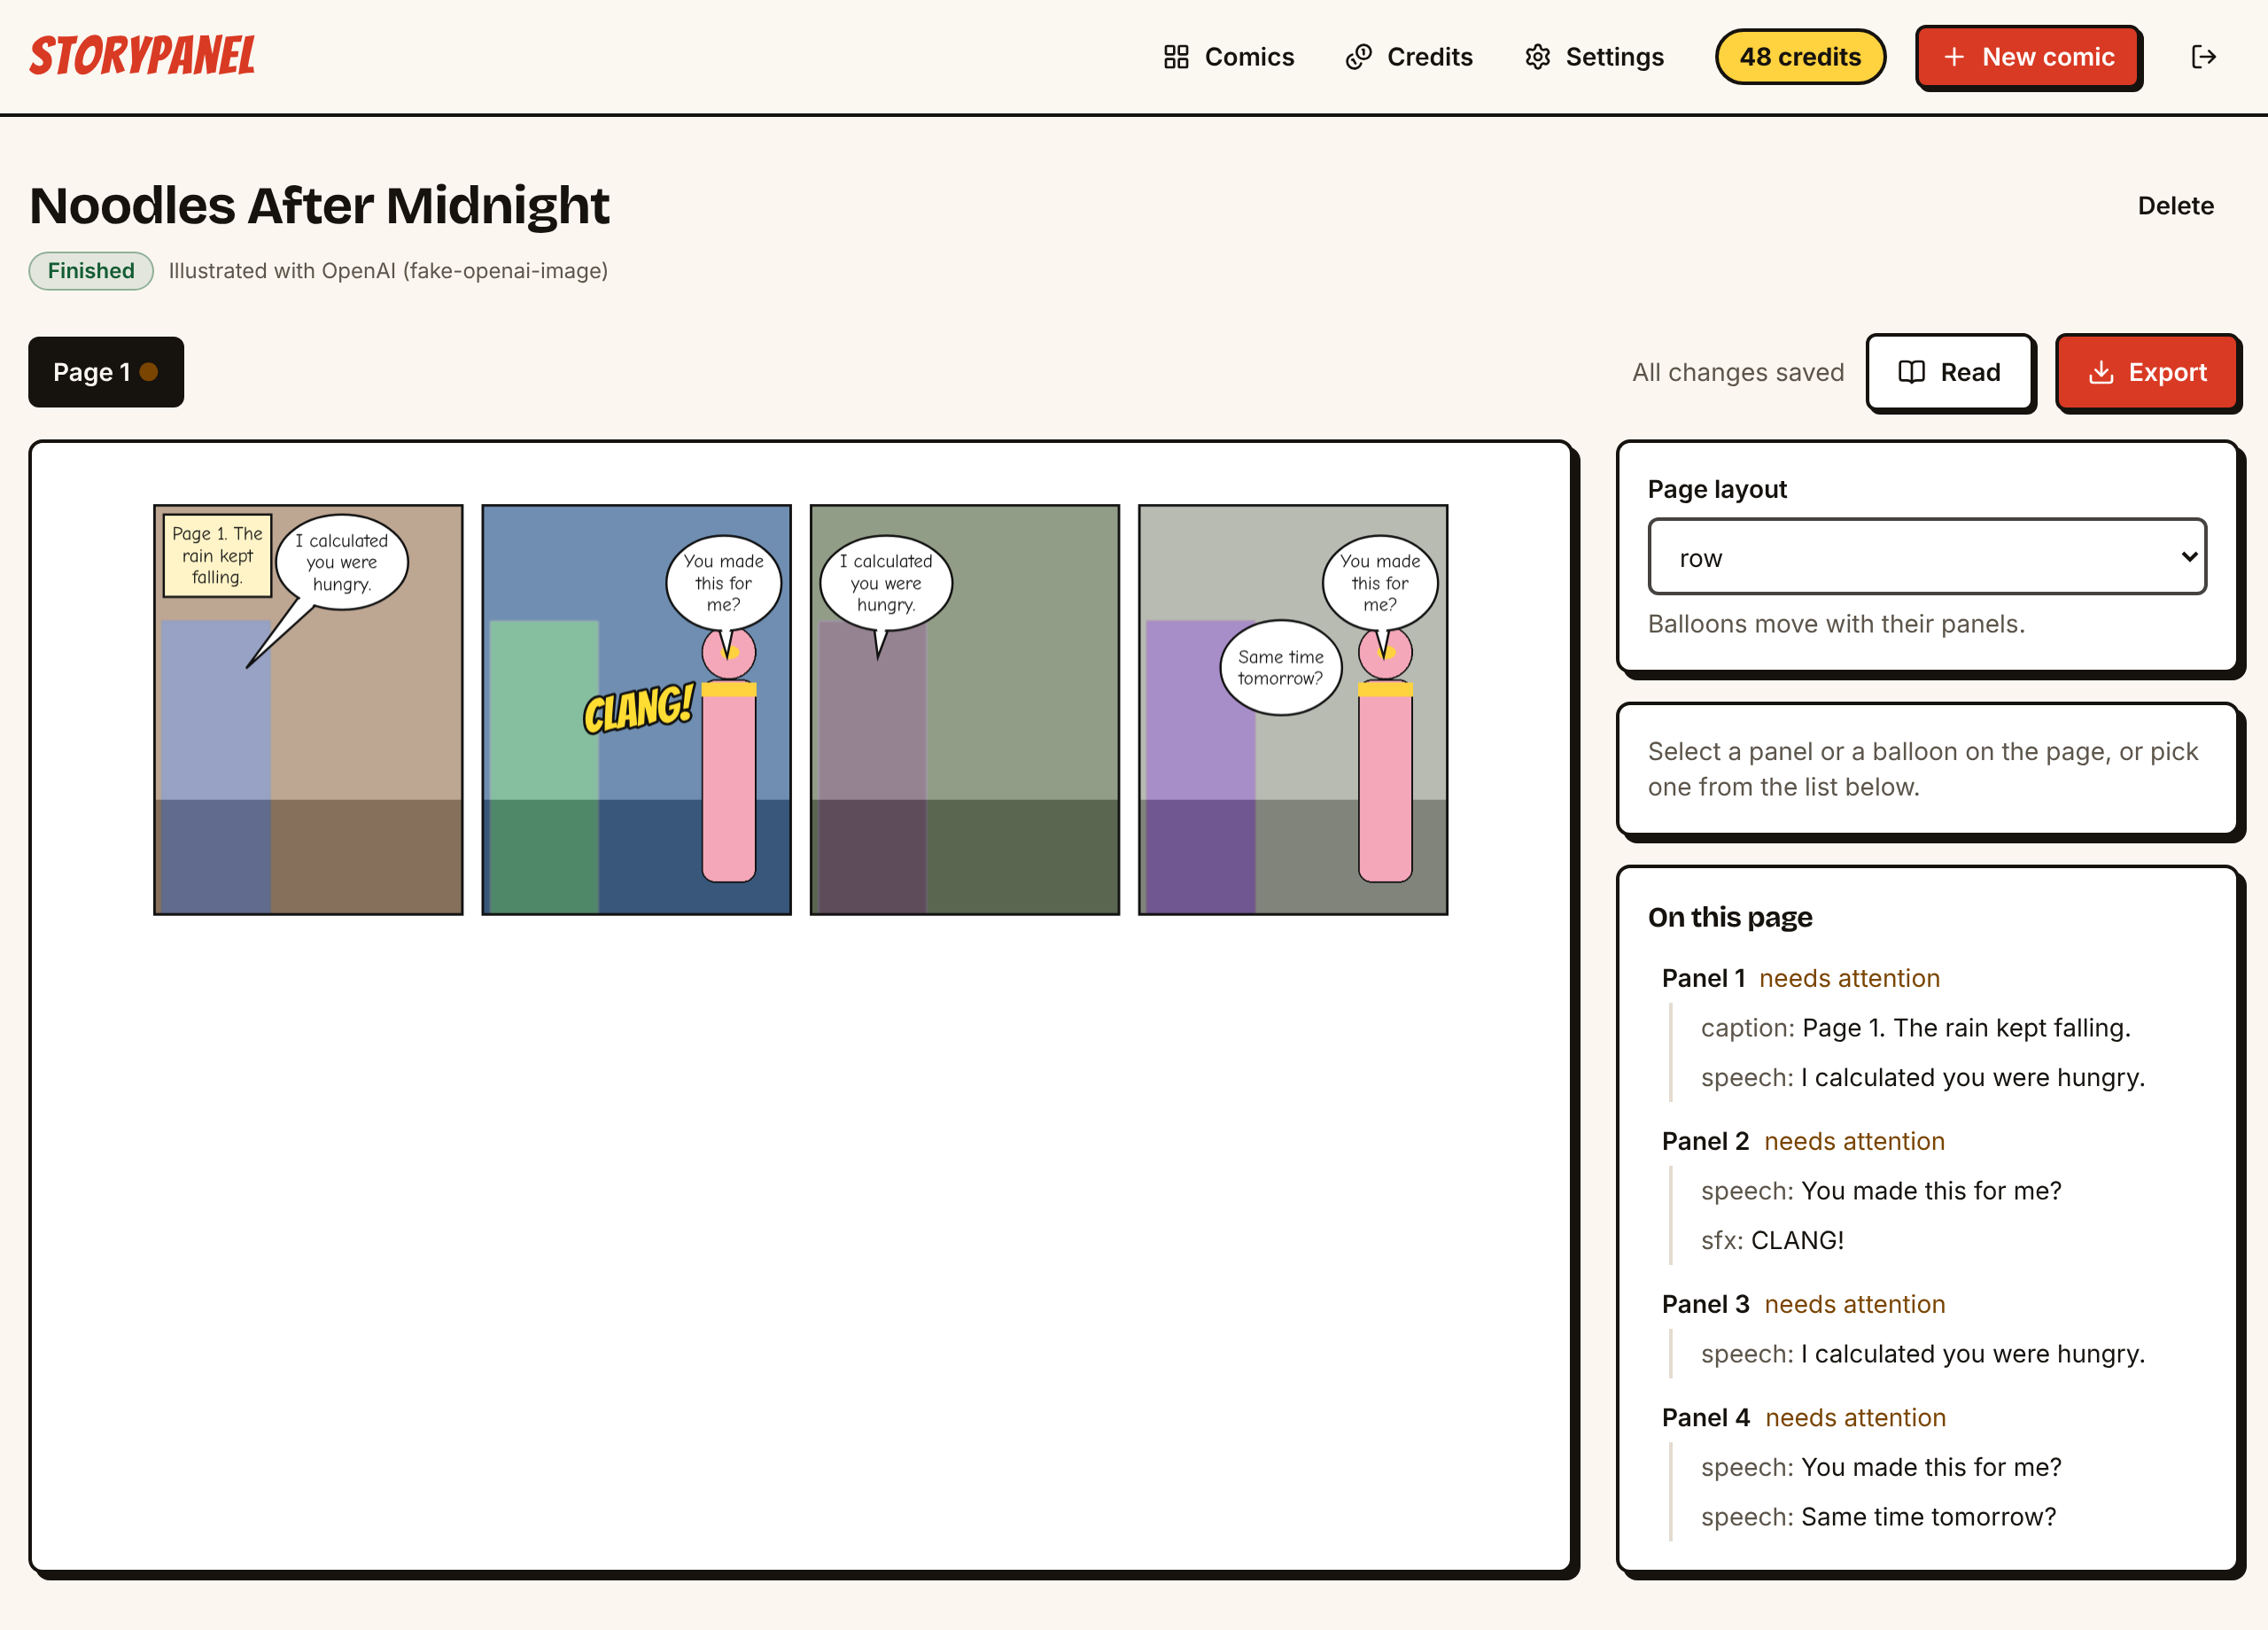 STORYPANEL
Comics
Credits
Settings
48 credits
New comic
Noodles After Midnight
Delete
Finished
Illustrated with OpenAI (fake-openai-image)
Page 1
All changes saved
Read
Export
Page 1. The
rain kept
falling.
I calculated
you were
hungry.
You made
this for
me?
CLANG!
I calculated
you were
hungry.
You made
this for
me?
Same time
tomorrow?
Page layout
row
Balloons move with their panels.
Select a panel or a balloon on the page, or pick
one from the list below.
On this page
Panel 1 needs attention
caption: Page 1. The rain kept falling.
speech: I calculated you were hungry.
Panel 2 needs attention
speech: You made this for me?
sfx: CLANG!
Panel 3 needs attention
speech: I calculated you were hungry.
Panel 4 needs attention
speech: You made this for me?
speech: Same time tomorrow?